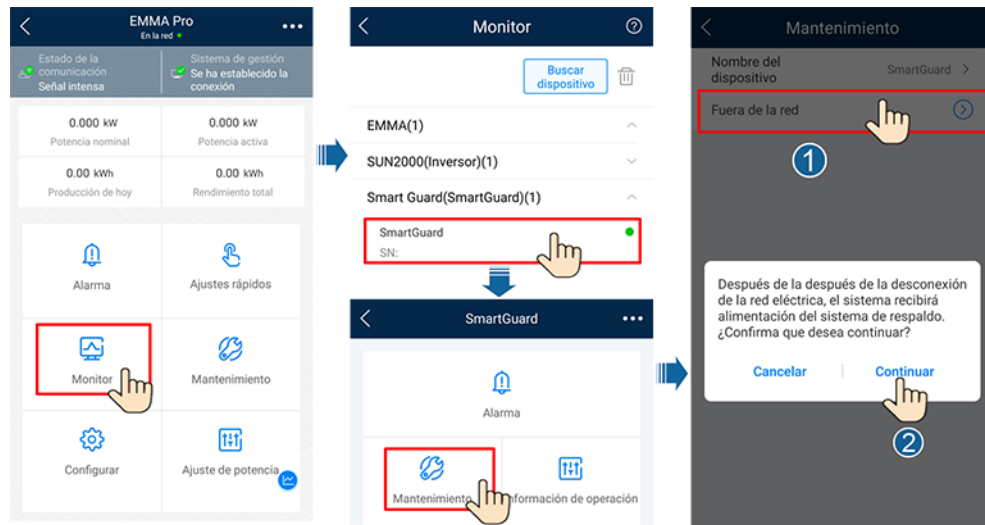 EMMA Pro
En la red
Estado de la
comunicación
Señal intensa
Sistema de gestión
Se ha establecido la
conexión
0.000 kW
Potencia nominal
0.000 kW
Potencia activa
0.00 kWh
Producción de hoy
0.00 kWh
Rendimiento total
Alarma
Ajustes rápidos
Monitor
Mantenimiento
Configurar
Ajuste de potencia
Monitor
Buscar
dispositivo
EMMA(1)
SUN2000(Inversor)(1)
Smart Guard(SmartGuard)(1)
SmartGuard
SN:
SmartGuard
Alarma
Mantenimiento
nformación de operación
Mantenimiento
Nombre del
dispositivo
SmartGuard
Fuera de la red
1
Después de la después de la desconexión
de la red eléctrica, el sistema recibirá
alimentación del sistema de respaldo.
¿Confirma que desea continuar?
Cancelar
Continuar
2